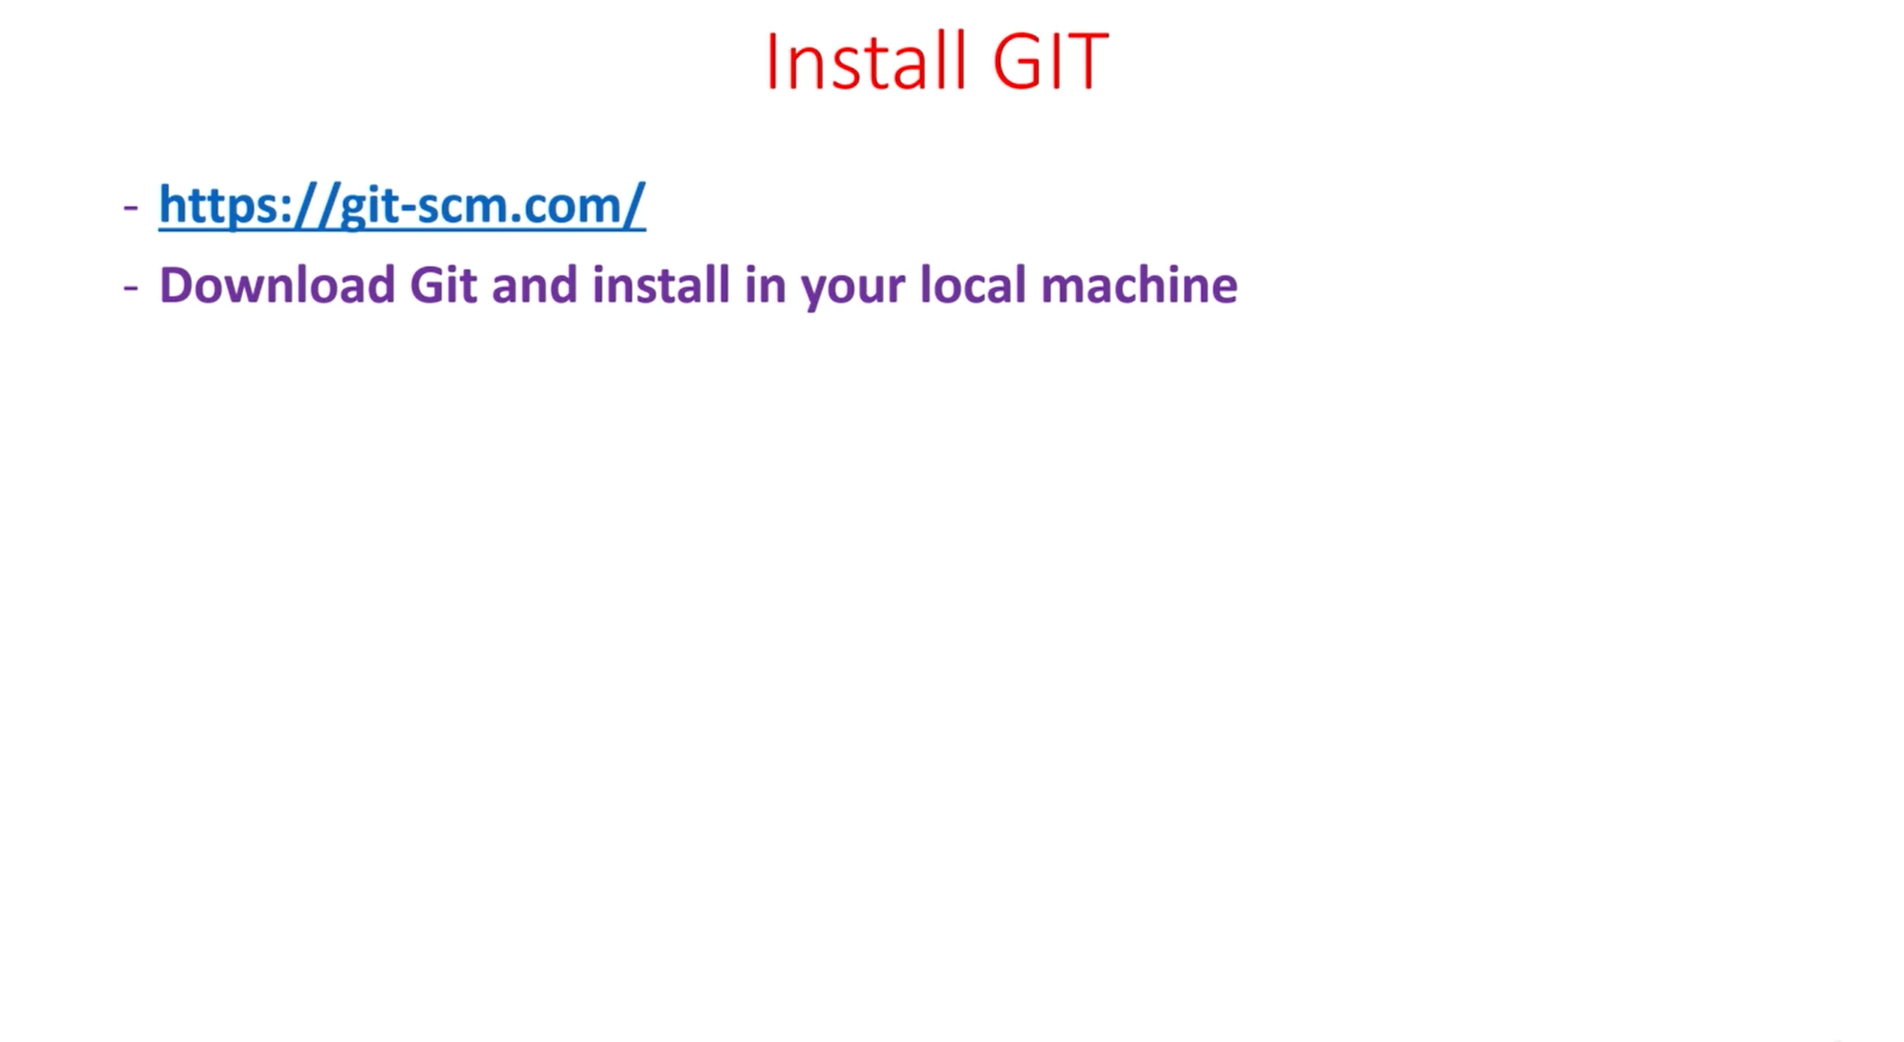 Install GIT
- https://git-scm.com/
- Download Git and install in your local machine